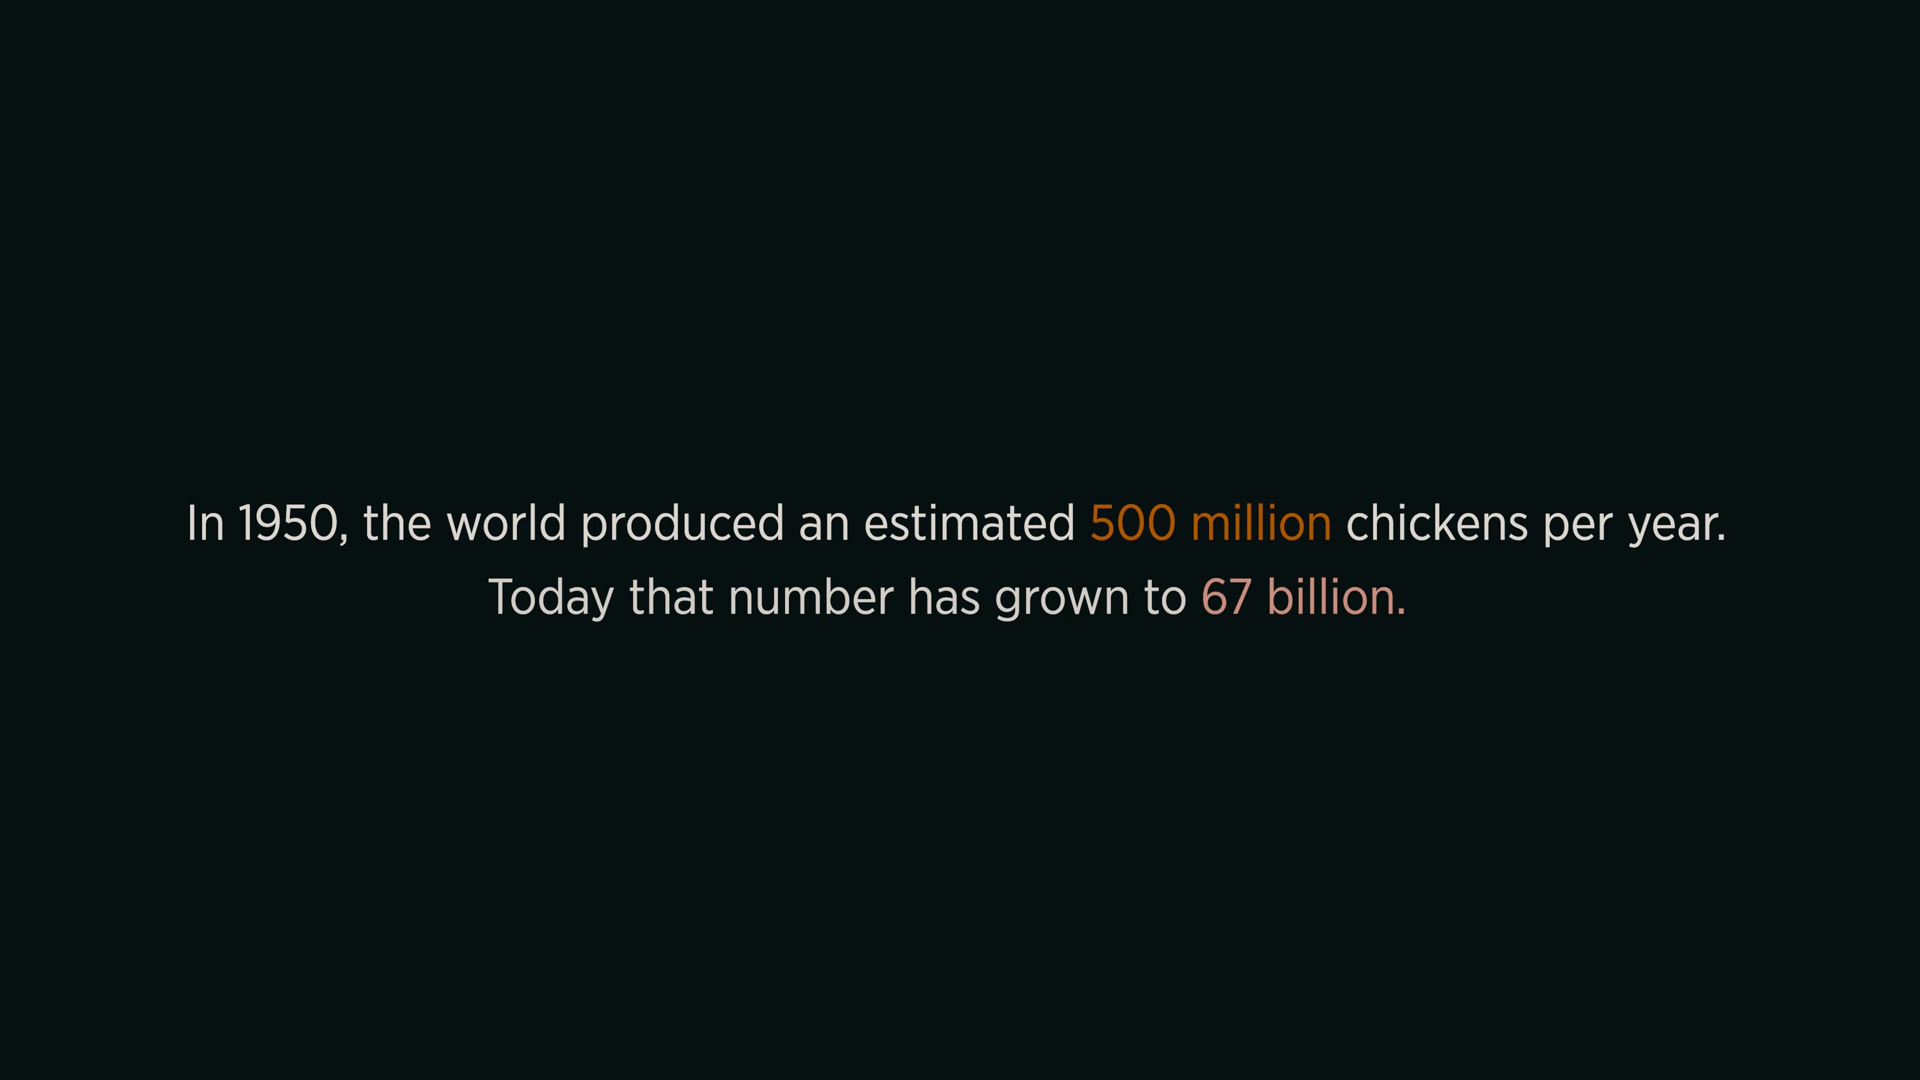 In 1950, the world produced an estimated 500 million chickens per year.
Today that number has grown to 67 billion.